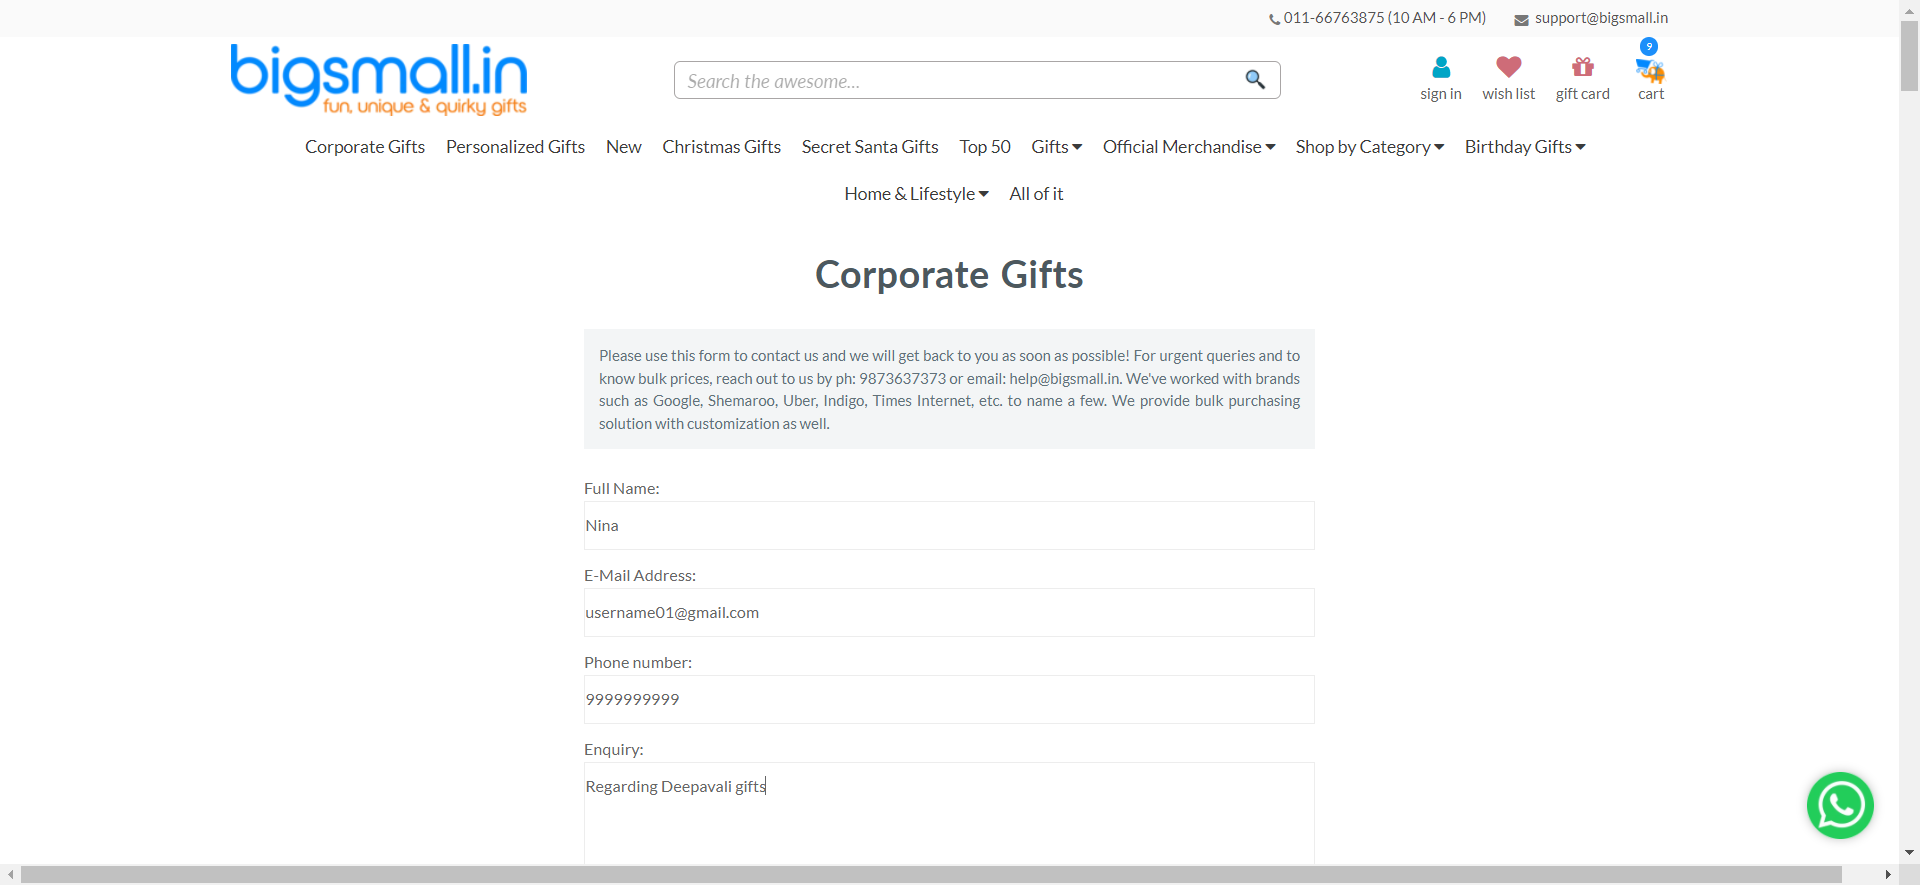 011-66763875 (10 AM - 6 PM) support@bigsmall.in
bigsmall.in
fun, unique & quirky gifts
Search the awesome...
9
sign in wish list gift card cart
Corporate Gifts Personalized Gifts New Christmas Gifts Secret Santa Gifts Top 50 Gifts Official Merchandise Shop by Category Birthday Gifts
Home & Lifestyle All of it
Corporate Gifts
Please use this form to contact us and we will get back to you as soon as possible! For urgent queries and to
know bulk prices, reach out to us by ph: 9873637373 or email: help@bigsmall.in. We've worked with brands
such as Google, Shemaroo, Uber, Indigo, Times Internet, etc. to name a few. We provide bulk purchasing
solution with customization as well.
Full Name:
Nina
E-Mail Address:
username01@gmail.com
Phone number:
9999999999
Enquiry:
Regarding Deepavali gifts